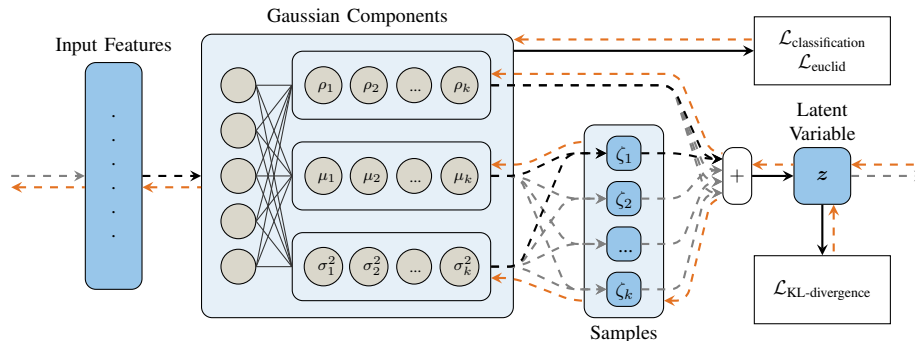 Gaussian Components
Input Features
ρ₁ ρ₂ ... ρₖ
μ₁ μ₂ ... μₖ
σ₁² σ₂² ... σₖ²
ζ₁
ζ₂
...
ζₖ
Samples
+
Latent
Variable
z
ℒclassification
ℒeuclid
ℒKL-divergence